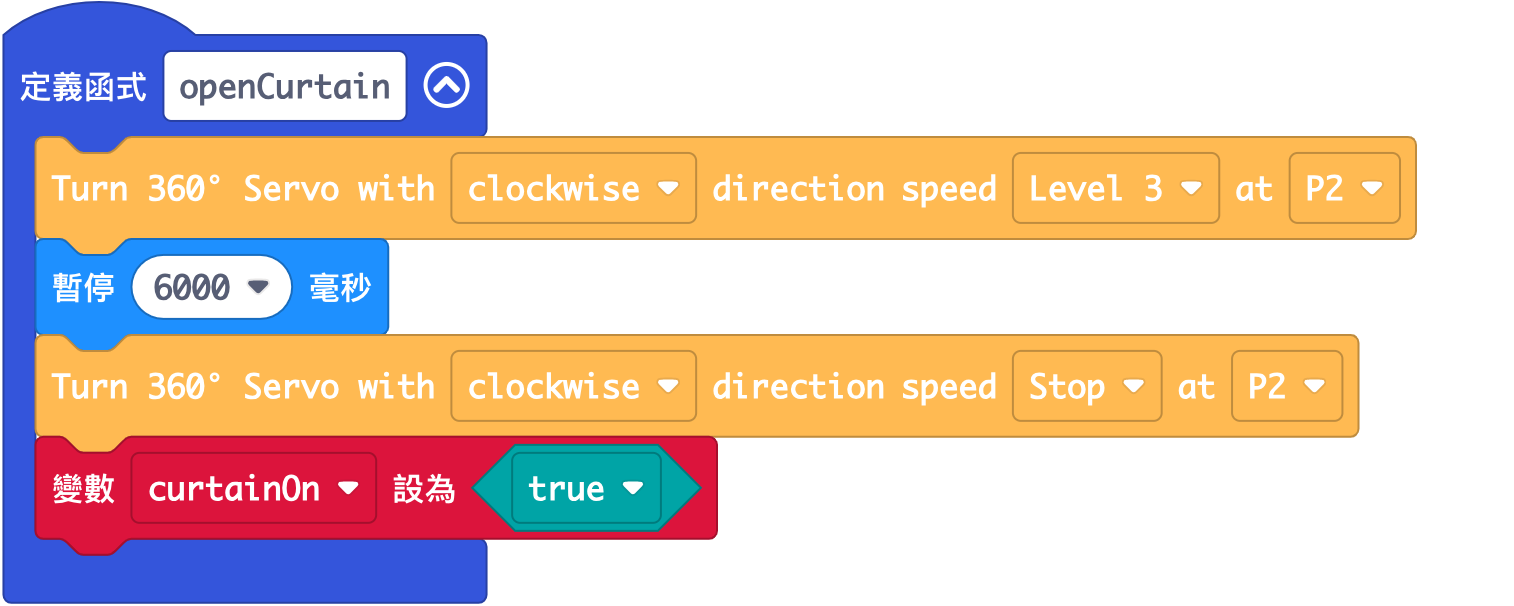 定義函式 openCurtain
Turn 360° Servo with clockwise direction speed Level 3 at P2
暫停 6000 毫秒
Turn 360° Servo with clockwise direction speed Stop at P2
變數 curtainOn 設為 true